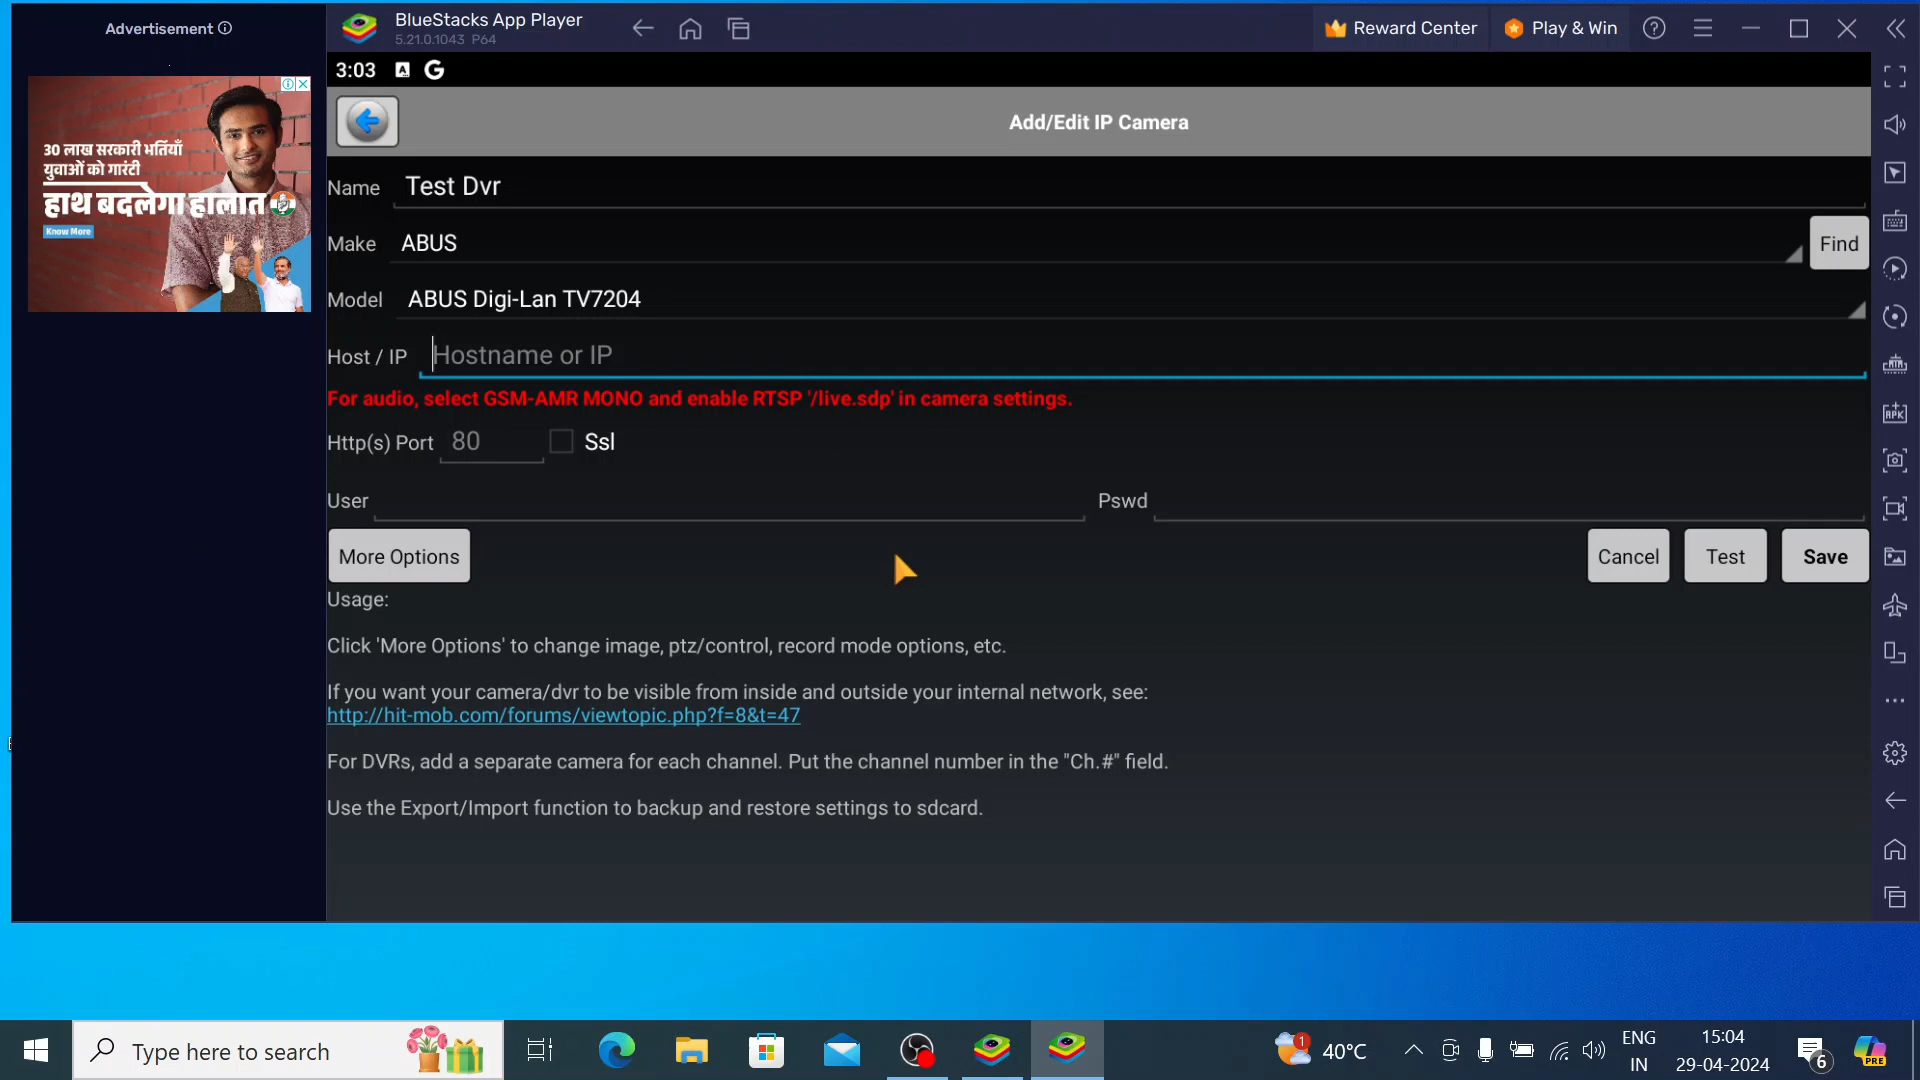 Advertisement
BlueStacks App Player
5.21.0.1043 P64
Reward Center
Play & Win
30 लाख सरकारी भर्तियाँ
युवाओं को गारंटी
हाथ बदलेगा हालात
Know More
3:03
Add/Edit IP Camera
Name Test Dvr
Make ABUS
Find
Model ABUS Digi-Lan TV7204
Host / IP Hostname or IP
For audio, select GSM-AMR MONO and enable RTSP '/live.sdp' in camera settings.
Http(s) Port 80 Ssl
User Pswd
More Options
Cancel Test Save
Usage:
Click 'More Options' to change image, ptz/control, record mode options, etc.
If you want your camera/dvr to be visible from inside and outside your internal network, see:
http://hit-mob.com/forums/viewtopic.php?f=8&t=47
For DVRs, add a separate camera for each channel. Put the channel number in the "Ch.#" field.
Use the Export/Import function to backup and restore settings to sdcard.
Type here to search
1
40°C
ENG
IN
15:04
29-04-2024
6
PRE